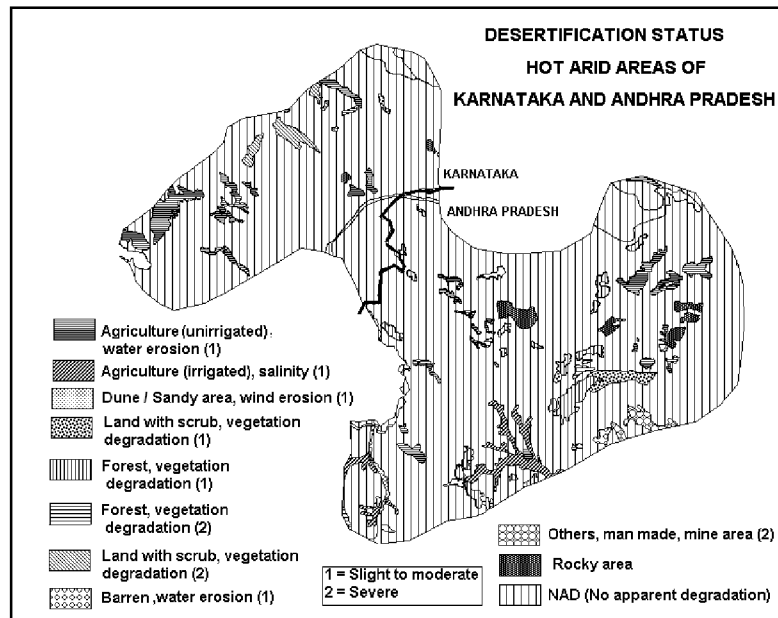 DESERTIFICATION STATUS
HOT ARID AREAS OF
KARNATAKA AND ANDHRA PRADESH
KARNATAKA
ANDHRA PRADESH
Agriculture (unirrigated),
water erosion (1)
Agriculture (irrigated), salinity (1)
Dune / Sandy area, wind erosion (1)
Land with scrub, vegetation
degradation (1)
Forest, vegetation
degradation (1)
Forest, vegetation
degradation (2)
Land with scrub, vegetation
degradation (2)
Barren ,water erosion (1)
1 = Slight to moderate
2 = Severe
Others, man made, mine area (2)
Rocky area
NAD (No apparent degradation)